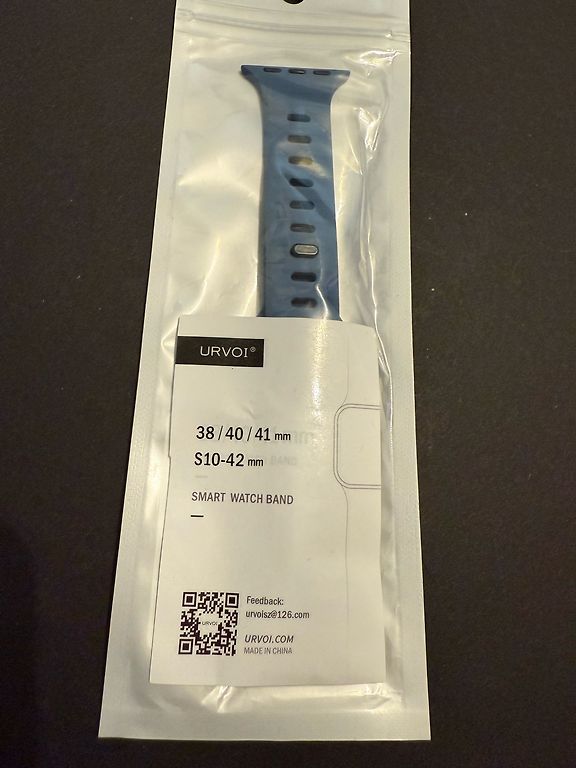 URVOI®
38/40/41 mm
S10-42 mm
SMART WATCH BAND
Feedback:
urvoisz@126.com
URVOI
URVOI.COM
MADE IN CHINA